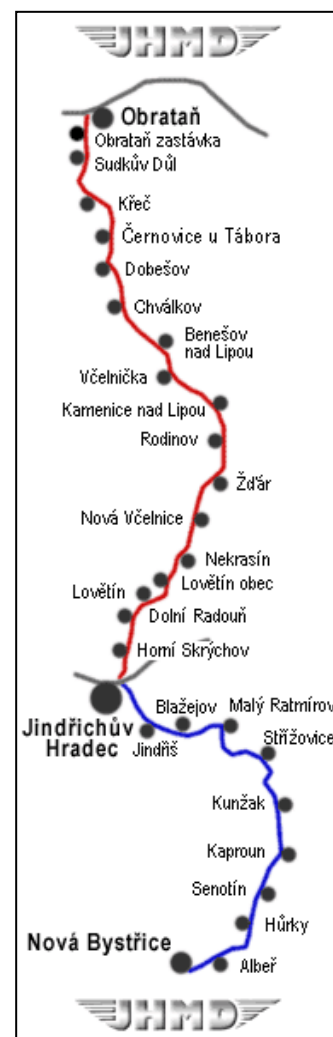 JHMD
Obrataň
Obrataň zastávka
Sudkův Důl
Křeč
Černovice u Tábora
Dobešov
Chválkov
Benešov
nad Lipou
Včelnička
Kamenice nad Lipou
Rodinov
Žďár
Nová Včelnice
Nekrasín
Lovětín obec
Lovětín
Dolní Radouň
Horní Skrýchov
Jindřichův
Hradec
Blažejov
Malý Ratmírov
Jindřiš
Střížovice
Kunžak
Kaproun
Senotín
Hůrky
Nová Bystřice
Albeř
JHMD